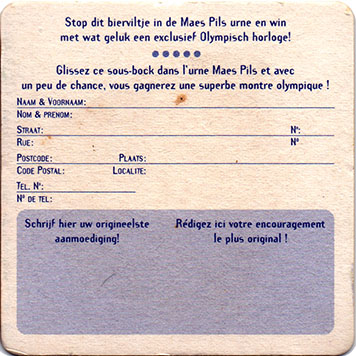 Stop dit bierviltje in de Maes Pils urne en win
met wat geluk een exclusief Olympisch horloge!
Glissez ce sous-bock dans l'urne Maes Pils et avec
un peu de chance, vous gagnerez une superbe montre olympique !
Naam & Voornaam:
Nom & prenom:
Straat: N°:
Rue: N°
Postcode: Plaats:
Code Postal: Localite:
Tel. N°:
N° de tel:
Schrijf hier uw origineelste
aanmoediging!
Rédigez ici votre encouragement
le plus original !